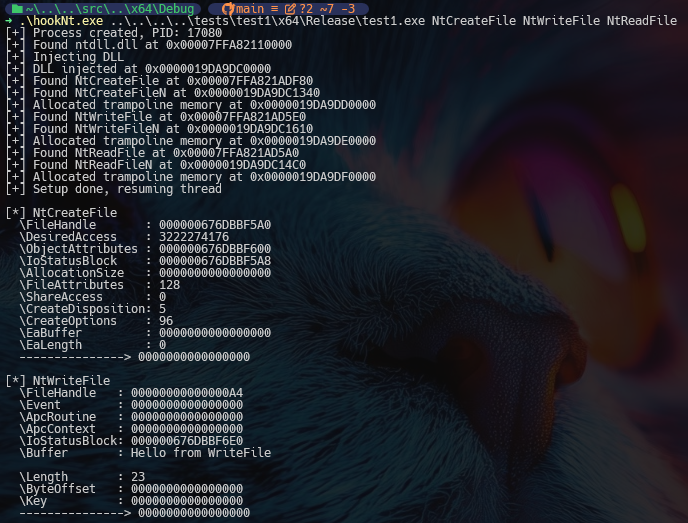 ~\..\..\src\..\x64\Debug main ≡ ?2 ~7 -3
→ .\hookNt.exe ..\..\..\..\tests\test1\x64\Release\test1.exe NtCreateFile NtWriteFile NtReadFile
[+] Process created, PID: 17080
[+] Found ntdll.dll at 0x00007FFA82110000
[+] Injecting DLL
[+] DLL injected at 0x0000019DA9DC0000
[+] Found NtCreateFile at 0x00007FFA821ADF80
[+] Found NtCreateFileN at 0x0000019DA9DC1340
[+] Allocated trampoline memory at 0x0000019DA9DD0000
[+] Found NtWriteFile at 0x00007FFA821AD5E0
[+] Found NtWriteFileN at 0x0000019DA9DC1610
[+] Allocated trampoline memory at 0x0000019DA9DE0000
[+] Found NtReadFile at 0x00007FFA821AD5A0
[+] Found NtReadFileN at 0x0000019DA9DC14C0
[+] Allocated trampoline memory at 0x0000019DA9DF0000
[+] Setup done, resuming thread
[*] NtCreateFile
\FileHandle : 000000676DBBF5A0
\DesiredAccess : 3222274176
\ObjectAttributes : 000000676DBBF600
\IoStatusBlock : 000000676DBBF5A8
\AllocationSize : 0000000000000000
\FileAttributes : 128
\ShareAccess : 0
\CreateDisposition: 5
\CreateOptions : 96
\EaBuffer : 0000000000000000
\EaLength : 0
---------------> 0000000000000000
[*] NtWriteFile
\FileHandle : 00000000000000A4
\Event : 0000000000000000
\ApcRoutine : 0000000000000000
\ApcContext : 0000000000000000
\IoStatusBlock: 000000676DBBF6E0
\Buffer : Hello from WriteFile
\Length : 23
\ByteOffset : 0000000000000000
\Key : 0000000000000000
---------------> 0000000000000000